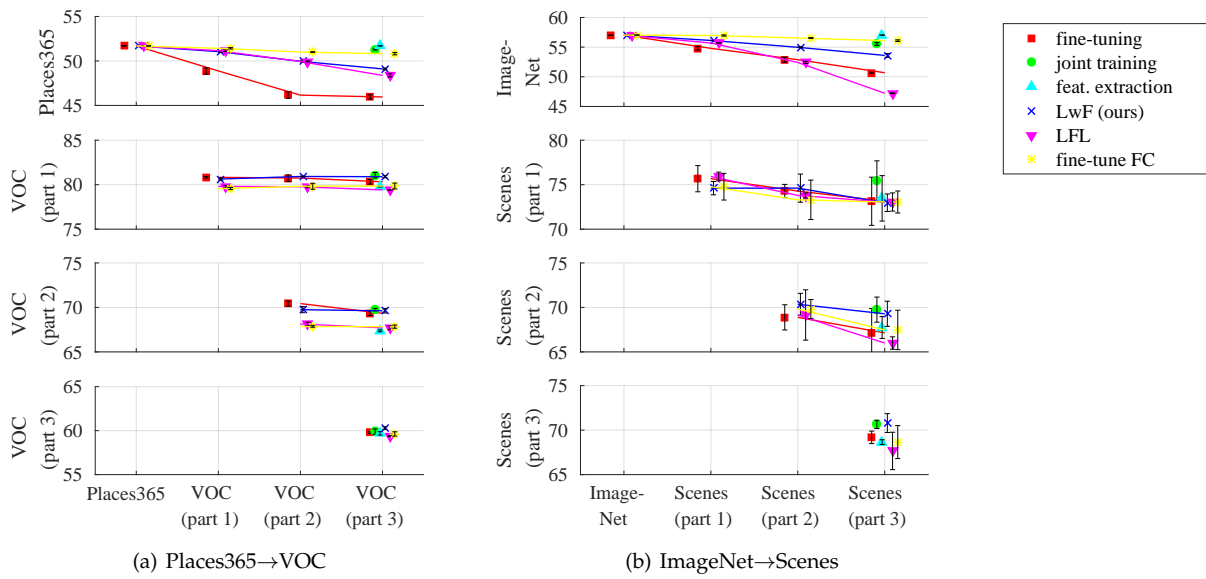 Places365
55
50
45
VOC
(part 1)
85
80
75
VOC
(part 2)
75
70
65
VOC
(part 3)
65
60
55
Places365
VOC
(part 1)
VOC
(part 2)
VOC
(part 3)
(a) Places365→VOC
Image-
Net
60
55
50
45
Scenes
(part 1)
80
75
70
Scenes
(part 2)
75
70
65
60
Scenes
(part 3)
75
70
65
Image-
Net
Scenes
(part 1)
Scenes
(part 2)
Scenes
(part 3)
(b) ImageNet→Scenes
fine-tuning
joint training
feat. extraction
LwF (ours)
LFL
fine-tune FC